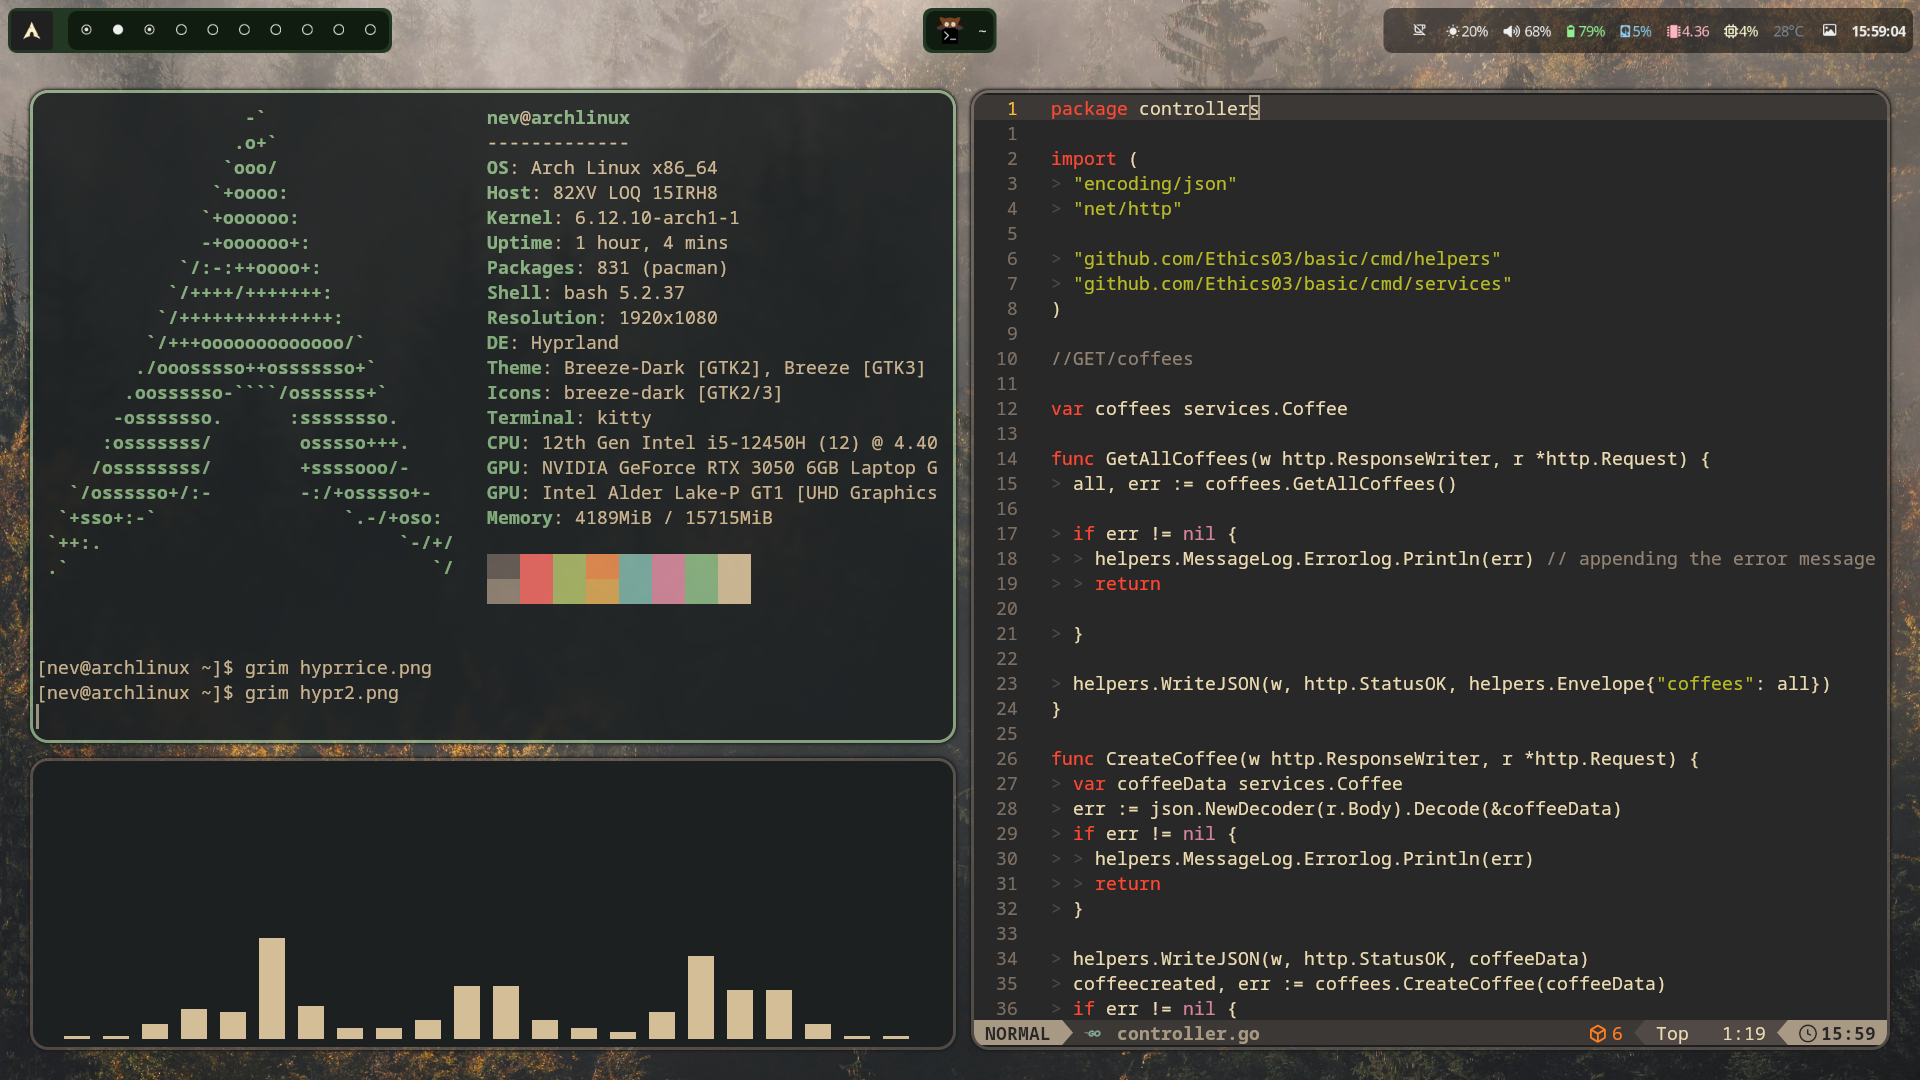 ~
20%
68%
79%
5%
4.36
4%
28°C
15:59:04
-`
.o+`
`ooo/
`+oooo:
`+oooooo:
-+oooooo+:
`/:-:++oooo+:
`/++++/+++++++:
`/++++++++++++++:
`/+++ooooooooooooo/`
./ooosssso++osssssso+`
.oossssso-````/ossssss+`
-osssssso.      :ssssssso.
:osssssss/        osssso+++.
/ossssssss/        +ssssooo/-
`/ossssso+/:-        -:/+osssso+-
`+sso+:-`                 `.-/+oso:
`++:.                           `-/+/
.`                                 `/
nev@archlinux
-------------
OS: Arch Linux x86_64
Host: 82XV LOQ 15IRH8
Kernel: 6.12.10-arch1-1
Uptime: 1 hour, 4 mins
Packages: 831 (pacman)
Shell: bash 5.2.37
Resolution: 1920x1080
DE: Hyprland
Theme: Breeze-Dark [GTK2], Breeze [GTK3]
Icons: breeze-dark [GTK2/3]
Terminal: kitty
CPU: 12th Gen Intel i5-12450H (12) @ 4.40
GPU: NVIDIA GeForce RTX 3050 6GB Laptop G
GPU: Intel Alder Lake-P GT1 [UHD Graphics
Memory: 4189MiB / 15715MiB
[nev@archlinux ~]$ grim hyprrice.png
[nev@archlinux ~]$ grim hypr2.png
1 package controllers
1
2 import (
3 > "encoding/json"
4 > "net/http"
5
6 > "github.com/Ethics03/basic/cmd/helpers"
7 > "github.com/Ethics03/basic/cmd/services"
8 )
9
10 //GET/coffees
11
12 var coffees services.Coffee
13
14 func GetAllCoffees(w http.ResponseWriter, r *http.Request) {
15 > all, err := coffees.GetAllCoffees()
16
17 > if err != nil {
18 > > helpers.MessageLog.Errorlog.Println(err) // appending the error message
19 > > return
20
21 > }
22
23 > helpers.WriteJSON(w, http.StatusOK, helpers.Envelope{"coffees": all})
24 }
25
26 func CreateCoffee(w http.ResponseWriter, r *http.Request) {
27 > var coffeeData services.Coffee
28 > err := json.NewDecoder(r.Body).Decode(&coffeeData)
29 > if err != nil {
30 > > helpers.MessageLog.Errorlog.Println(err)
31 > > return
32 > }
33
34 > helpers.WriteJSON(w, http.StatusOK, coffeeData)
35 > coffeecreated, err := coffees.CreateCoffee(coffeeData)
36 > if err != nil {
NORMAL controller.go 6 Top 1:19 15:59